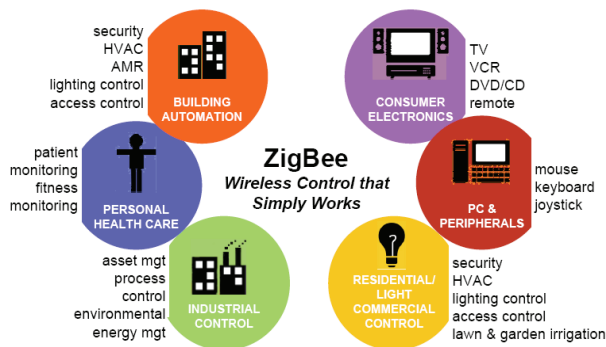 security
HVAC
AMR
lighting control
access control
BUILDING
AUTOMATION
CONSUMER
ELECTRONICS
TV
VCR
DVD/CD
remote
patient
monitoring
fitness
monitoring
PERSONAL
HEALTH CARE
ZigBee
Wireless Control that
Simply Works
PC &
PERIPHERALS
mouse
keyboard
joystick
asset mgt
process
control
environmental
energy mgt
INDUSTRIAL
CONTROL
?
RESIDENTIAL/
LIGHT
COMMERCIAL
CONTROL
security
HVAC
lighting control
access control
lawn & garden irrigation